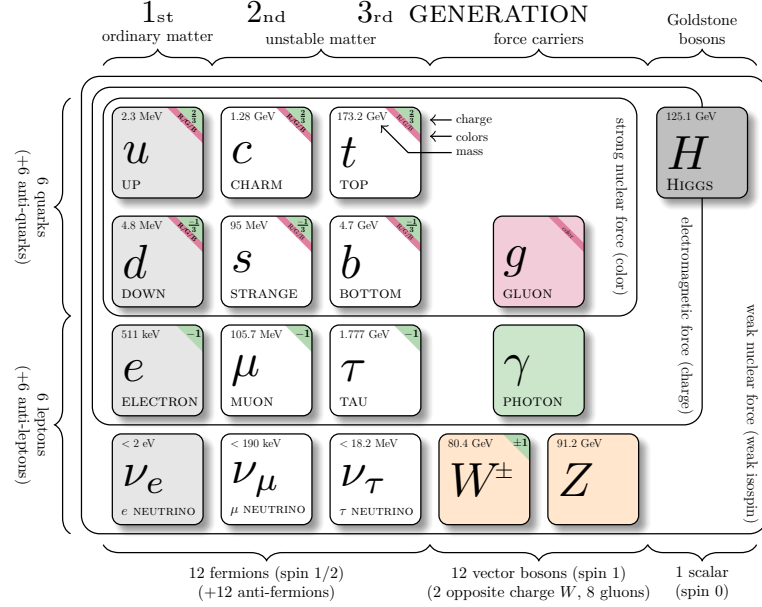 1st 2nd 3rd GENERATION
Goldstone
bosons
ordinary matter
unstable matter
force carriers
2.3 MeV
2/3
R/G/B
u
UP
1.28 GeV
2/3
R/G/B
c
CHARM
173.2 GeV
2/3
R/G/B
t
TOP
charge
colors
mass
125.1 GeV
H
HIGGS
strong nuclear force (color)
6 quarks
(+6 anti-quarks)
4.8 MeV
−1/3
R/G/B
d
DOWN
95 MeV
−1/3
R/G/B
s
STRANGE
4.7 GeV
−1/3
R/G/B
b
BOTTOM
color
g
GLUON
electromagnetic force (charge)
weak nuclear force (weak isospin)
6 leptons
(+6 anti-leptons)
511 keV
−1
e
ELECTRON
105.7 MeV
−1
μ
MUON
1.777 GeV
−1
τ
TAU
γ
PHOTON
< 2 eV
νe
e NEUTRINO
< 190 keV
νμ
μ NEUTRINO
< 18.2 MeV
ντ
τ NEUTRINO
80.4 GeV
±1
W±
91.2 GeV
Z
12 fermions (spin 1/2)
(+12 anti-fermions)
12 vector bosons (spin 1)
(2 opposite charge W, 8 gluons)
1 scalar
(spin 0)